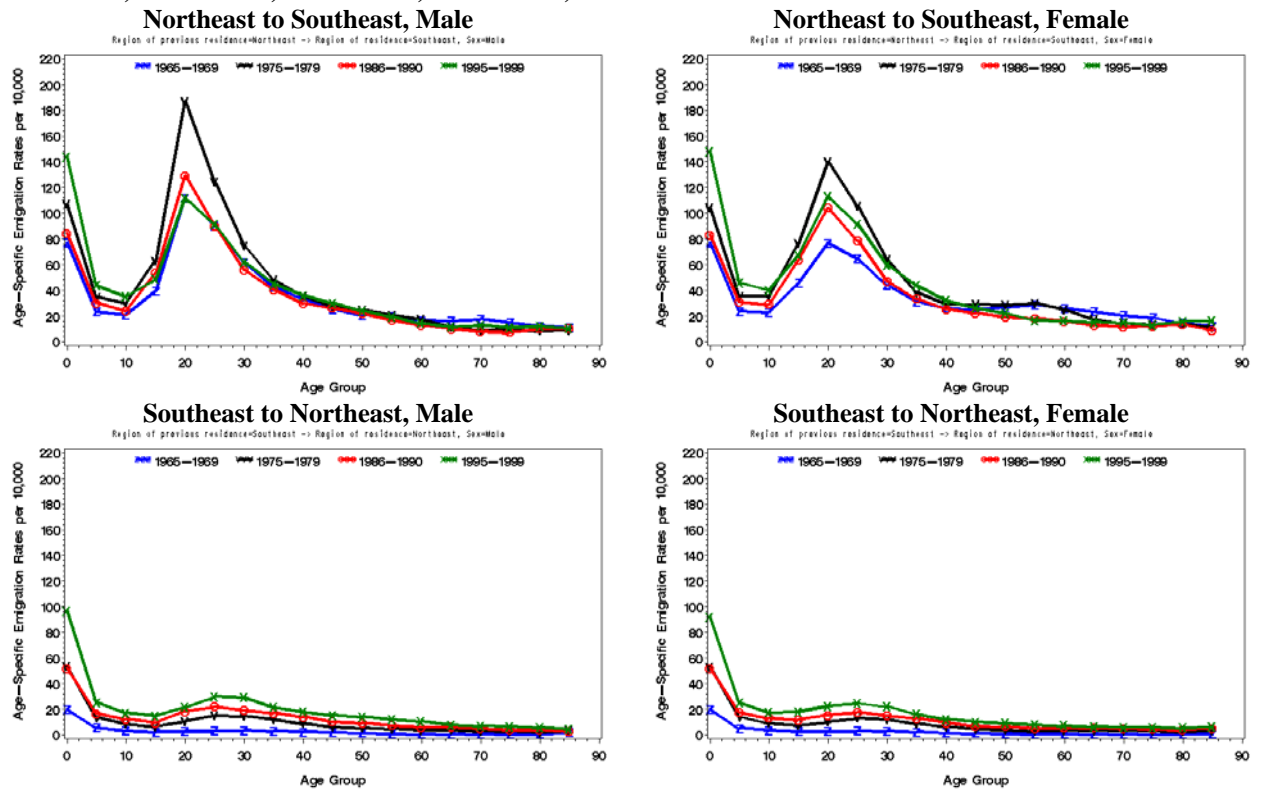 Northeast to Southeast, Male
Region of previous residence=Northeast -> Region of residence=Southeast, Sex=Male
Age-Specific Emigration Rates per 10,000
220
200
180
160
140
120
100
80
60
40
20
0
1965-1969 1975-1979 1986-1990 1995-1999
0 10 20 30 40 50 60 70 80 90
Age Group
Northeast to Southeast, Female
Region of previous residence=Northeast -> Region of residence=Southeast, Sex=Female
Age-Specific Emigration Rates per 10,000
220
200
180
160
140
120
100
80
60
40
20
0
1965-1969 1975-1979 1986-1990 1995-1999
0 10 20 30 40 50 60 70 80 90
Age Group
Southeast to Northeast, Male
Region of previous residence=Southeast -> Region of residence=Northeast, Sex=Male
Age-Specific Emigration Rates per 10,000
220
200
180
160
140
120
100
80
60
40
20
0
1965-1969 1975-1979 1986-1990 1995-1999
0 10 20 30 40 50 60 70 80 90
Age Group
Southeast to Northeast, Female
Region of previous residence=Southeast -> Region of residence=Northeast, Sex=Female
Age-Specific Emigration Rates per 10,000
220
200
180
160
140
120
100
80
60
40
20
0
1965-1969 1975-1979 1986-1990 1995-1999
0 10 20 30 40 50 60 70 80 90
Age Group